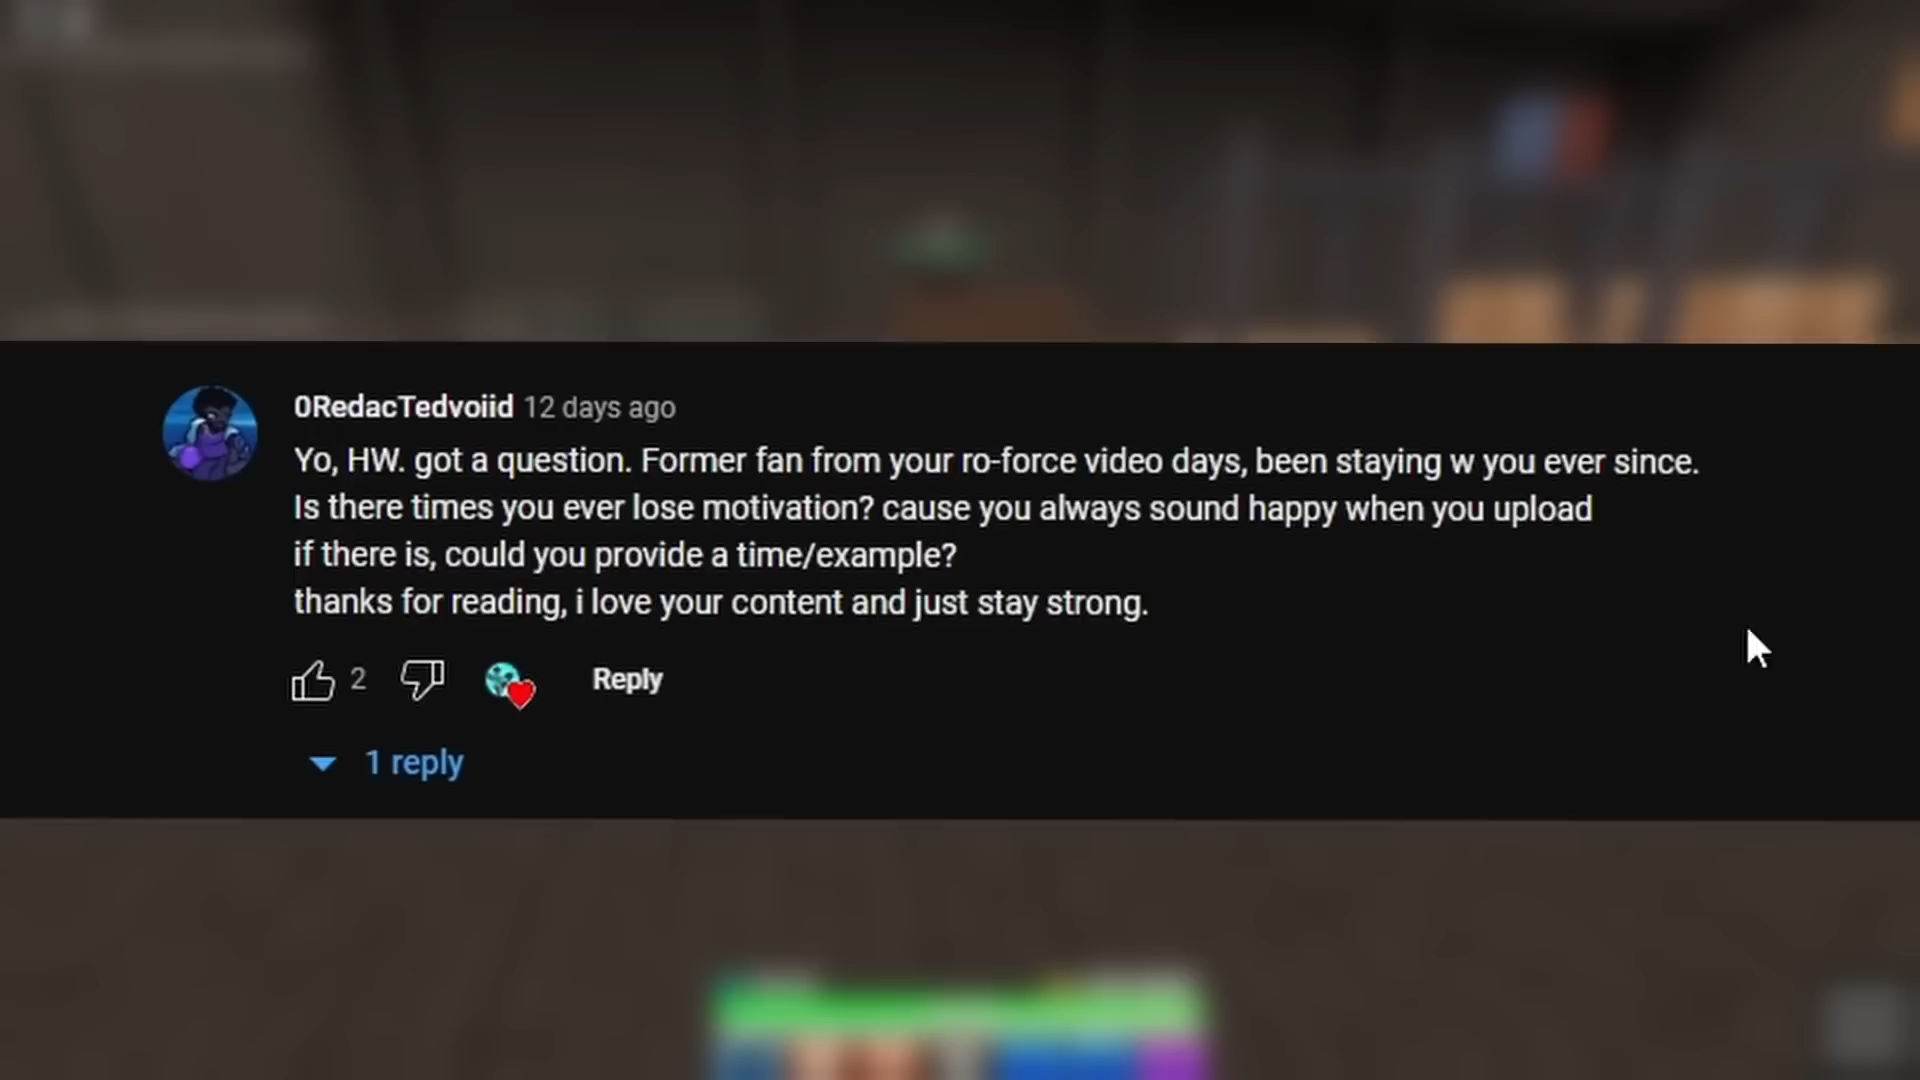 0RedacTedvoiid 12 days ago
Yo, HW. got a question. Former fan from your ro-force video days, been staying w you ever since.
Is there times you ever lose motivation? cause you always sound happy when you upload
if there is, could you provide a time/example?
thanks for reading, i love your content and just stay strong.
2 Reply
1 reply